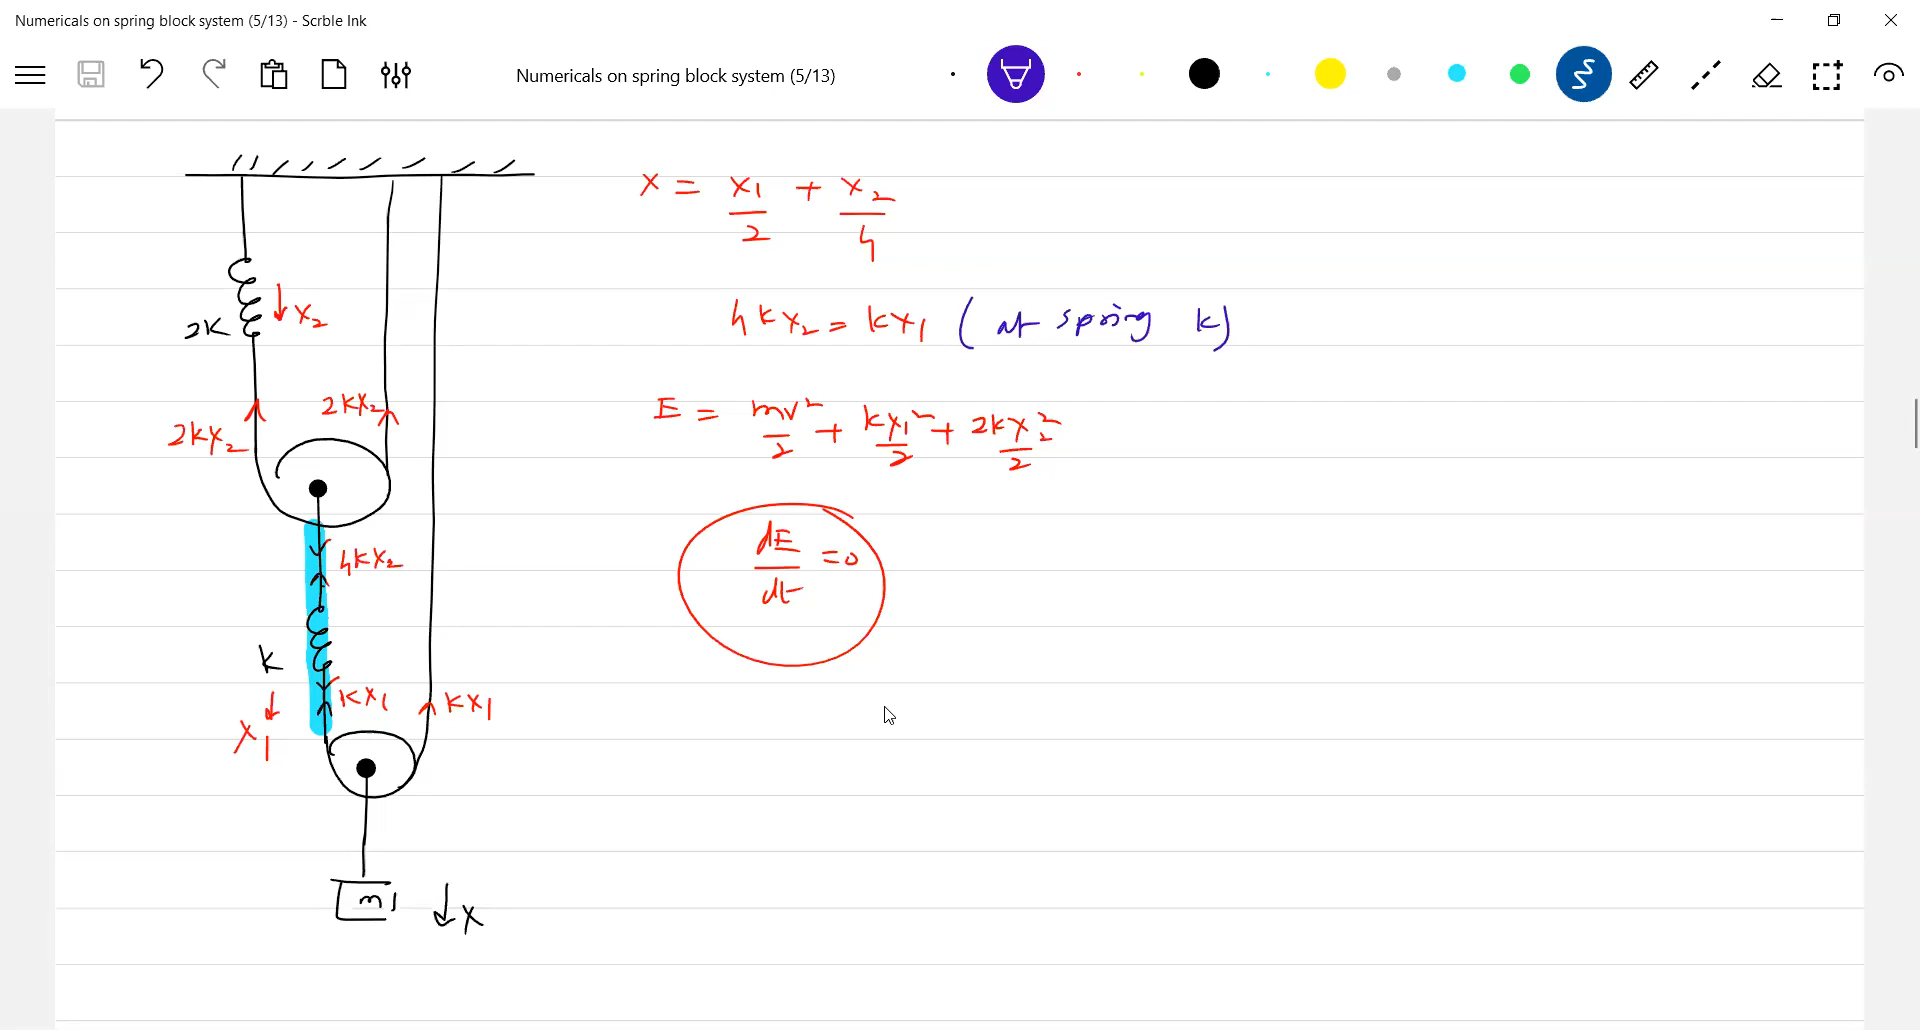 Numericals on spring block system (5/13) - Scrble Ink
Numericals on spring block system (5/13)
x = x1/2 + x2/4
2K
x2
4kx2 = kx1 (at spring k)
2kx2
2kx2
E = mv²/2 + kx1²/2 + 2kx2²/2
dE/dt = 0
4kx2
k
kx1
kx1
x1
m
x